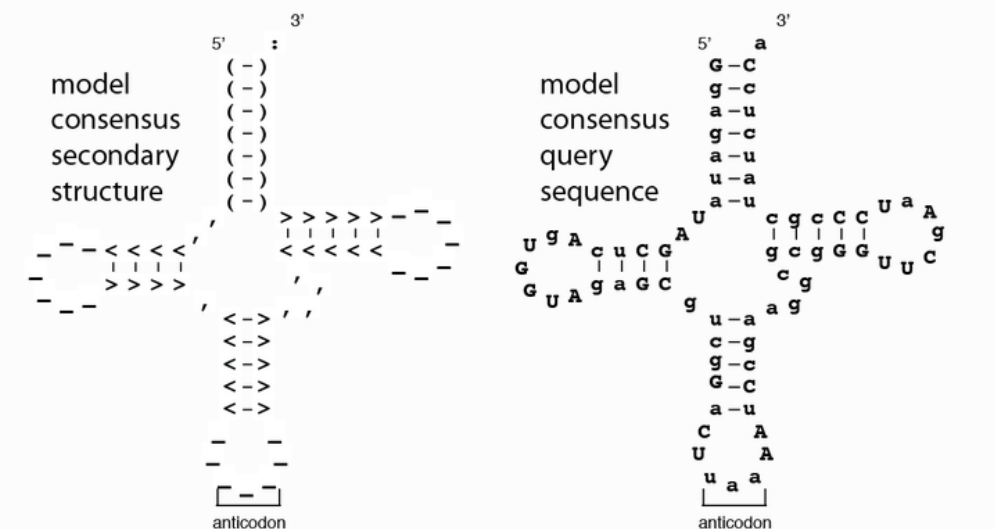 3'
5' :
(-)
(-)
(-)
(-)
(-)
(-)
(-)
model
consensus
secondary
structure
, > > > > > - - -
- - - < < < < , < < < < < -
- > > > > , , - - -
- - - , < - > , ,
< - >
< - >
< - >
< - >
- -
- -
- - -
anticodon
3'
5' a
G-C
g-c
a-u
g-c
a-u
u-a
a-u
model
consensus
query
sequence
U c g c C C U a A
U g A c u C G A g c g G G U U C g
G G U A g a G C g c g
u-a a g
c-g
g-c
G-C
a-u
C A
U A
u a a
anticodon